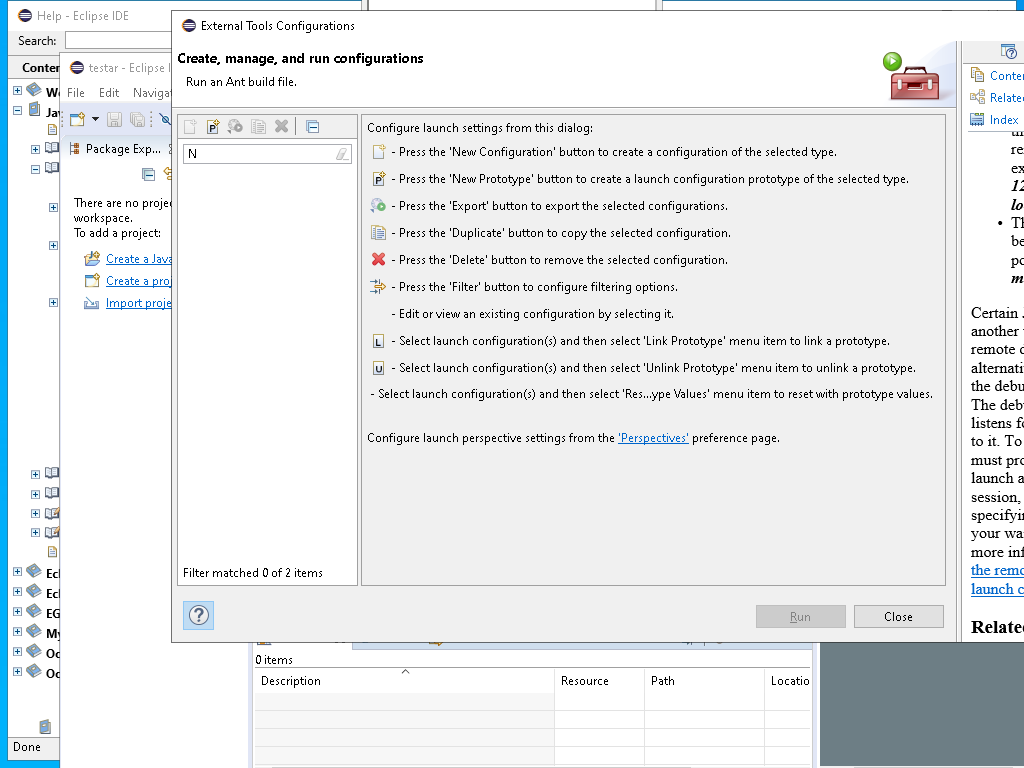 Help - Eclipse IDE
Search:
Conten
testar - Eclipse I
File Edit Navigat
Package Exp...
There are no proje
workspace.
To add a project:
Create a Java
Create a proj
Import proje
Ja
Ecl
Ecl
EG
My
Oc
Oc
Done
External Tools Configurations
Create, manage, and run configurations
Run an Ant build file.
N
Filter matched 0 of 2 items
Configure launch settings from this dialog:
- Press the 'New Configuration' button to create a configuration of the selected type.
- Press the 'New Prototype' button to create a launch configuration prototype of the selected type.
- Press the 'Export' button to export the selected configurations.
- Press the 'Duplicate' button to copy the selected configuration.
- Press the 'Delete' button to remove the selected configuration.
- Press the 'Filter' button to configure filtering options.
- Edit or view an existing configuration by selecting it.
- Select launch configuration(s) and then select 'Link Prototype' menu item to link a prototype.
- Select launch configuration(s) and then select 'Unlink Prototype' menu item to unlink a prototype.
- Select launch configuration(s) and then select 'Res...ype Values' menu item to reset with prototype values.
Configure launch perspective settings from the 'Perspectives' preference page.
Run
Close
0 items
Description Resource Path Locatio
Conten
Relate
Index
re
ex
12
lo
• Th
be
po
m
Certain J
another
remote d
alternati
the debu
The deb
listens fo
to it. To
must pro
launch a
session,
specifyin
your wa
more inf
the remo
launch c
Relate